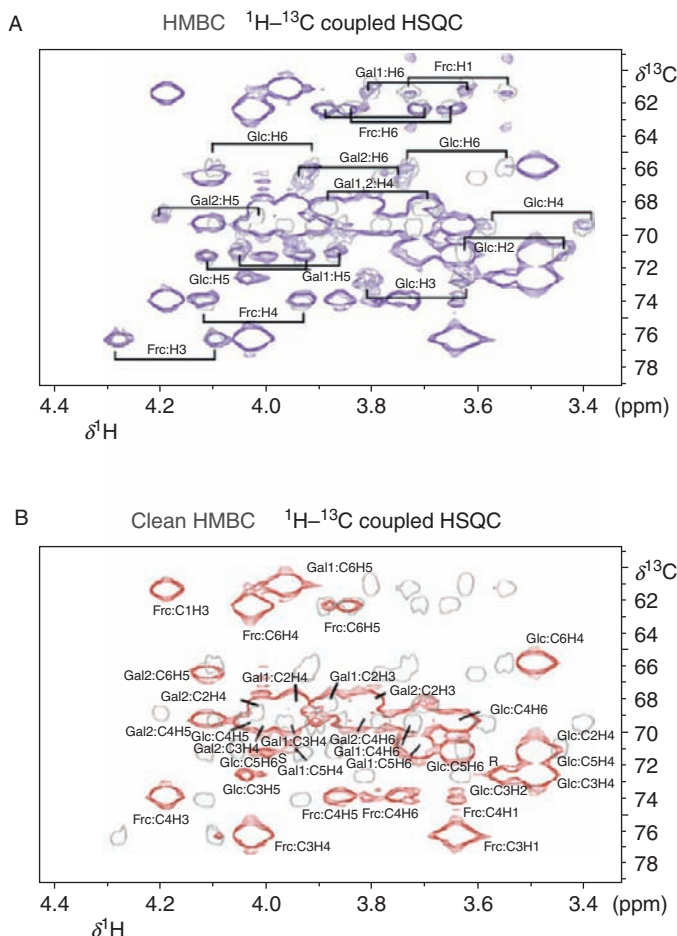 A
HMBC ¹H–¹³C coupled HSQC
δ¹³C
Frc:H1
Gal1:H6
62
Frc:H6
64
Glc:H6
Glc:H6
Gal2:H6
66
Gal1,2:H4
68
Gal2:H5
Glc:H4
70
Glc:H2
Gal1:H5
Glc:H5
72
Glc:H3
74
Frc:H4
76
Frc:H3
78
4.4 4.2 4.0 3.8 3.6 3.4 (ppm)
δ¹H
B
Clean HMBC ¹H–¹³C coupled HSQC
δ¹³C
Gal1:C6H5
Frc:C1H3
62
Frc:C6H4
Frc:C6H5
64
Glc:C6H4
Gal2:C6H5
66
Gal1:C2H4
Gal1:C2H3
Gal2:C2H4
Gal2:C2H3
68
Glc:C4H6
Gal2:C4H5
Glc:C4H5
Gal2:C4H6
Glc:C2H4
70
Gal2:C3H4
Gal1:C3H4
Gal1:C4H6
Glc:C5H6S
Gal1:C5H4
Gal1:C5H6
Glc:C5H6 R
Glc:C5H4
72
Glc:C3H5
Glc:C3H2
Glc:C3H4
Frc:C4H3
Frc:C4H5
Frc:C4H6
Frc:C4H1
74
Frc:C3H4
Frc:C3H1
76
78
4.4 4.2 4.0 3.8 3.6 3.4 (ppm)
δ¹H